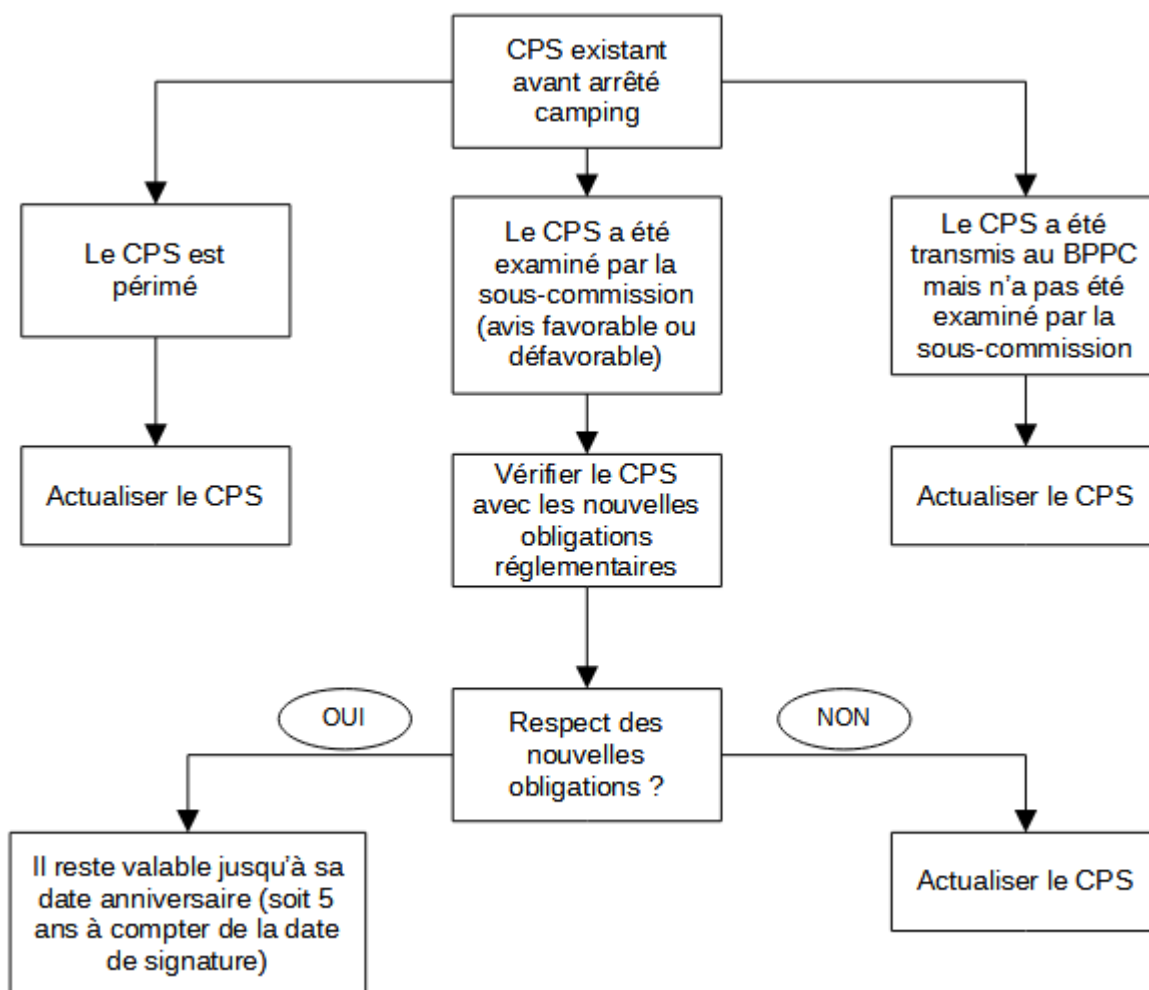 CPS existant
avant arrêté
camping
Le CPS est
périmé
Le CPS a été
examiné par la
sous-commission
(avis favorable ou
défavorable)
Le CPS a été
transmis au BPPC
mais n'a pas été
examiné par la
sous-commission
Actualiser le CPS
Vérifier le CPS
avec les nouvelles
obligations
réglementaires
Actualiser le CPS
OUI
Respect des
nouvelles
obligations ?
NON
Il reste valable jusqu'à sa
date anniversaire (soit 5
ans à compter de la date
de signature)
Actualiser le CPS